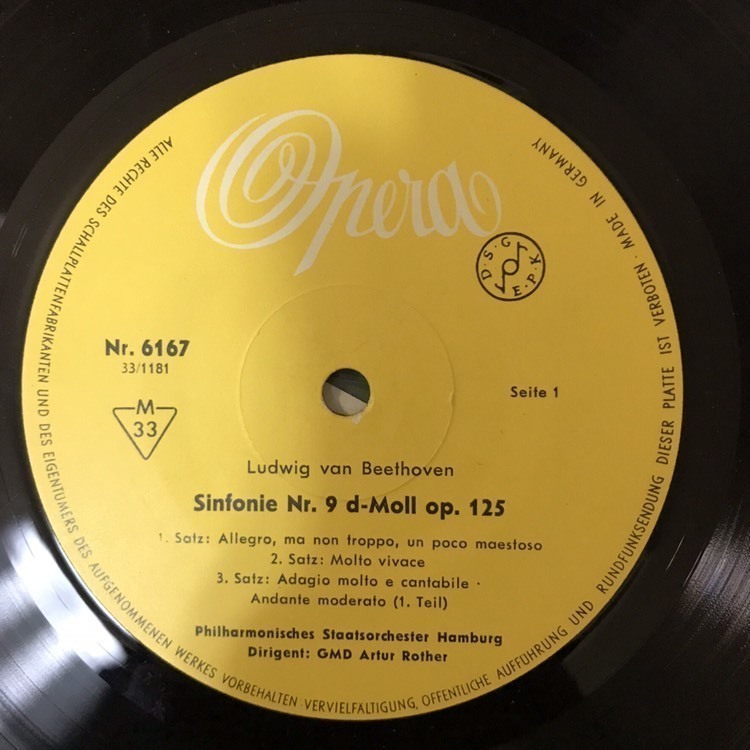 Opera
D·S·G·E·P·K
Nr. 6167
33/1181
M
33
Seite 1
Ludwig van Beethoven
Sinfonie Nr. 9 d-Moll op. 125
1. Satz: Allegro, ma non troppo, un poco maestoso
2. Satz: Molto vivace
3. Satz: Adagio molto e cantabile ·
Andante moderato (1. Teil)
Philharmonisches Staatsorchester Hamburg
Dirigent: GMD Artur Rother
ALLE RECHTE DES SCHALLPLATTENFABRIKANTEN UND DES EIGENTUMERS DES AUFGENOMMENEN WERKES VORBEHALTEN · VERVIELFÄLTIGUNG, ÖFFENTLICHE AUFFÜHRUNG UND RUNDFUNKSENDUNG DIESER PLATTE IST VERBOTEN · MADE IN GERMANY